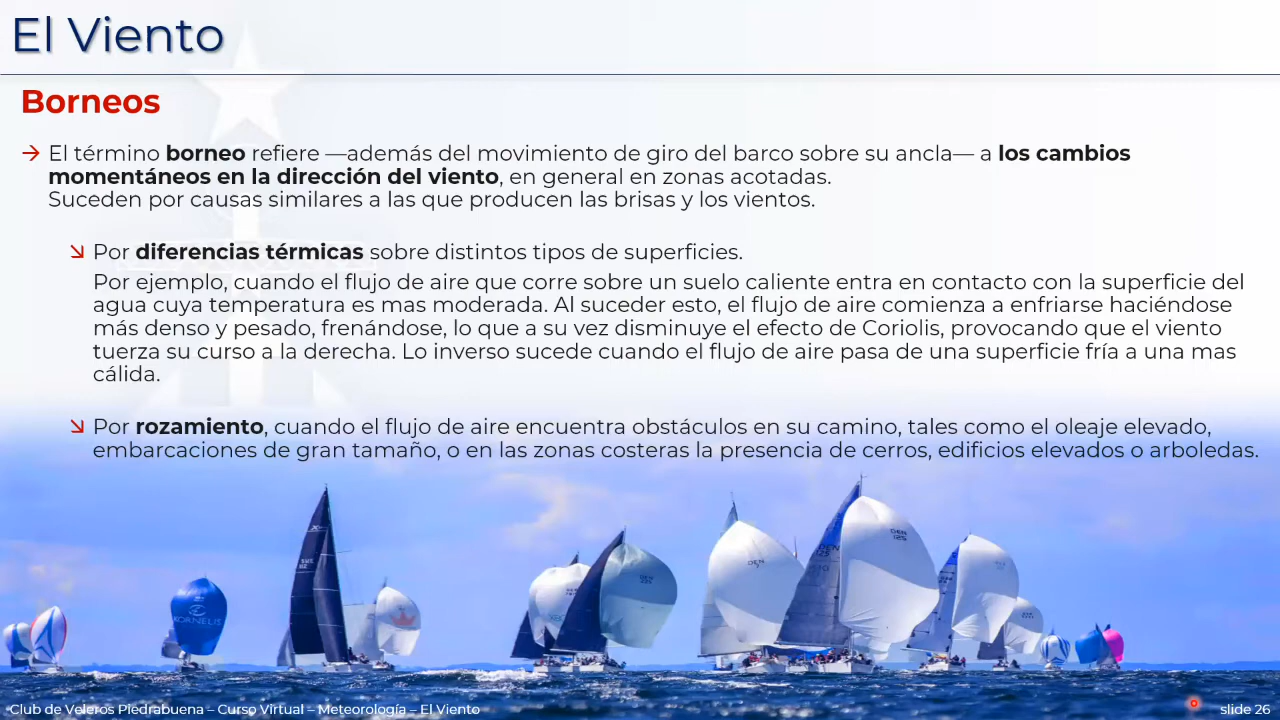 El Viento
Borneos
→ El término borneo refiere —además del movimiento de giro del barco sobre su ancla— a los cambios
momentáneos en la dirección del viento, en general en zonas acotadas.
Suceden por causas similares a las que producen las brisas y los vientos.
↘ Por diferencias térmicas sobre distintos tipos de superficies.
Por ejemplo, cuando el flujo de aire que corre sobre un suelo caliente entra en contacto con la superficie del
agua cuya temperatura es mas moderada. Al suceder esto, el flujo de aire comienza a enfriarse haciéndose
más denso y pesado, frenándose, lo que a su vez disminuye el efecto de Coriolis, provocando que el viento
tuerza su curso a la derecha. Lo inverso sucede cuando el flujo de aire pasa de una superficie fría a una mas
cálida.
↘ Por rozamiento, cuando el flujo de aire encuentra obstáculos en su camino, tales como el oleaje elevado,
embarcaciones de gran tamaño, o en las zonas costeras la presencia de cerros, edificios elevados o arboledas.
DEN
DEN
KORNELIS
Club de Veleros Piedrabuena – Curso Virtual – Meteorología – El Viento
slide 26